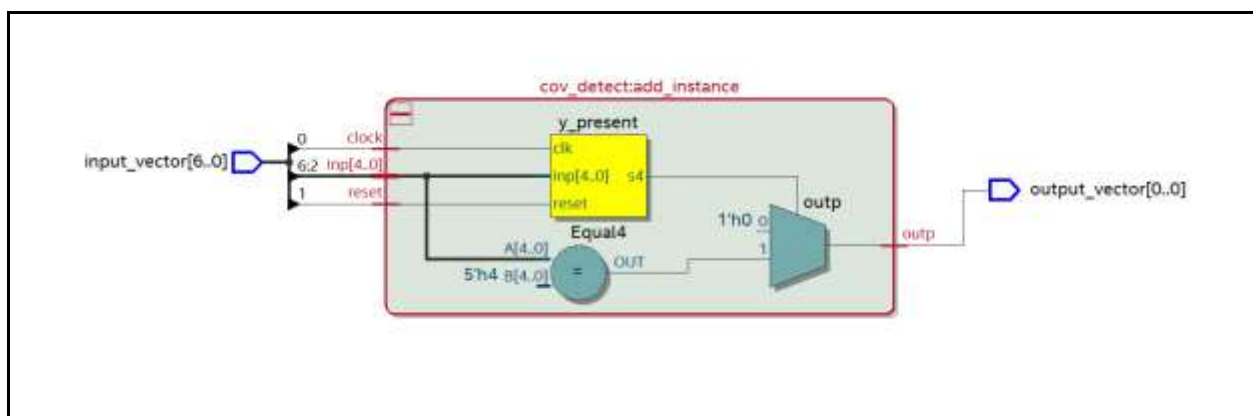 cov_detect:add_instance
y_present
input_vector[6..0]
0
clock
clk
6:2
inp[4..0]
inp[4..0]
s4
1
reset
reset
outp
1'h0
0
1
Equal4
A[4..0]
5'h4
B[4..0]
=
OUT
outp
output_vector[0..0]